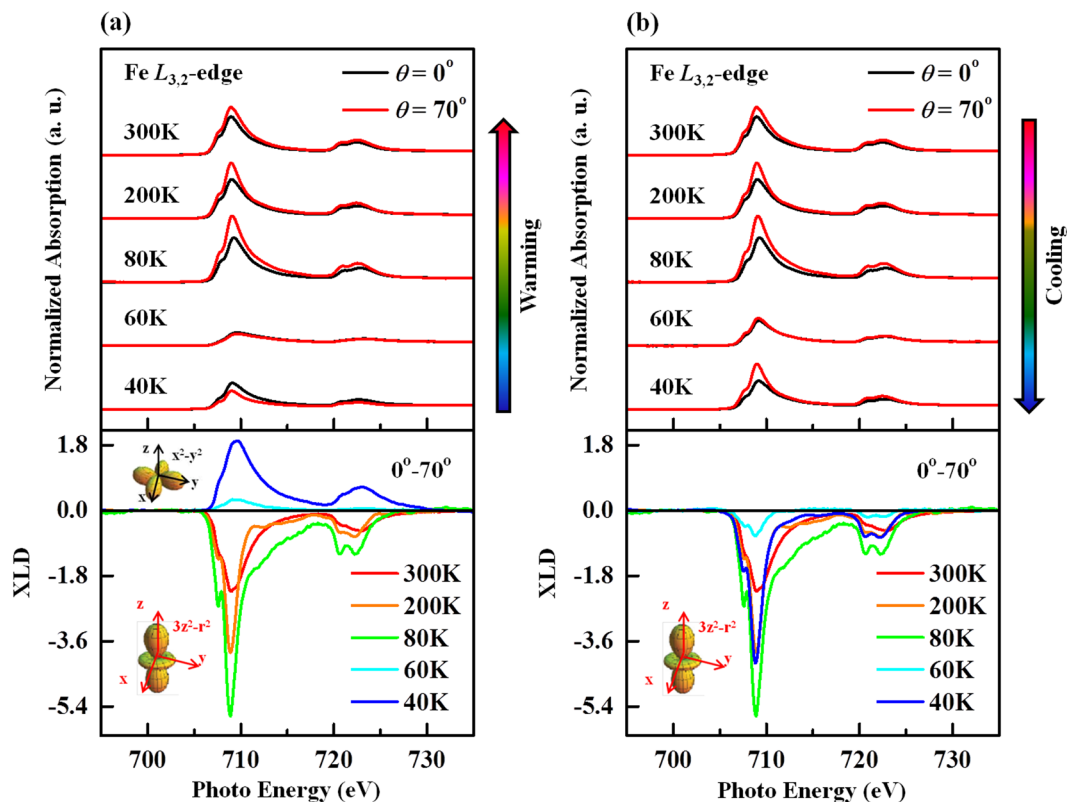 (a)
Fe L₃,₂-edge
θ = 0°
θ = 70°
300K
200K
80K
60K
40K
Normalized Absorption (a. u.)
Warming
1.8
0.0
-1.8
-3.6
-5.4
XLD
z
x²-y²
y
x
0°-70°
z
3z²-r²
y
x
300K
200K
80K
60K
40K
700
710
720
730
Photo Energy (eV)
(b)
Fe L₃,₂-edge
θ = 0°
θ = 70°
300K
200K
80K
60K
40K
Normalized Absorption (a. u.)
Cooling
1.8
0.0
-1.8
-3.6
-5.4
XLD
0°-70°
z
3z²-r²
y
x
300K
200K
80K
60K
40K
700
710
720
730
Photo Energy (eV)